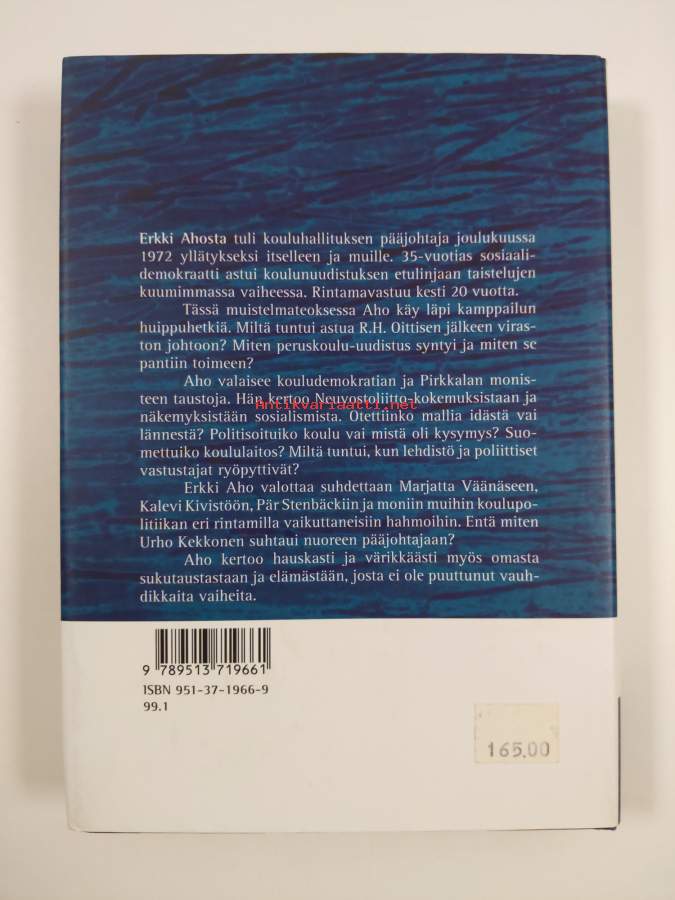 Erkki Ahosta tuli kouluhallituksen pääjohtaja joulukuussa
1972 yllätykseksi itselleen ja muille. 35-vuotias sosiaali-
demokraatti astui koulunuudistuksen etulinjaan taistelujen
kuumimmassa vaiheessa. Rintamavastuu kesti 20 vuotta.
Tässä muistelmateoksessa Aho käy läpi kamppailun
huippuhetkiä. Miltä tuntui astua R.H. Oittisen jälkeen viras-
ton johtoon? Miten peruskoulu-uudistus syntyi ja miten se
pantiin toimeen?
Aho valaisee kouludemokratian ja Pirkkalan monis-
teen taustoja. Hän kertoo Neuvostoliitto-kokemuksistaan ja
Antikvariaatti.net
näkemyksistään sosialismista. Otettiinko mallia idästä vai
lännestä? Politisoituiko koulu vai mistä oli kysymys? Suo-
mettuiko koululaitos? Miltä tuntui, kun lehdistö ja poliittiset
vastustajat ryöpyttivät?
Erkki Aho valottaa suhdettaan Marjatta Väänäseen,
Kalevi Kivistöön, Pär Stenbäckiin ja moniin muihin koulupo-
litiikan eri rintamilla vaikuttaneisiin hahmoihin. Entä miten
Urho Kekkonen suhtaui nuoreen pääjohtajaan?
Aho kertoo hauskasti ja värikkäästi myös omasta
sukutaustastaan ja elämästään, josta ei ole puuttunut vauh-
dikkaita vaiheita.
9 789513 719661
ISBN 951-37-1966-9
99.1
165.00